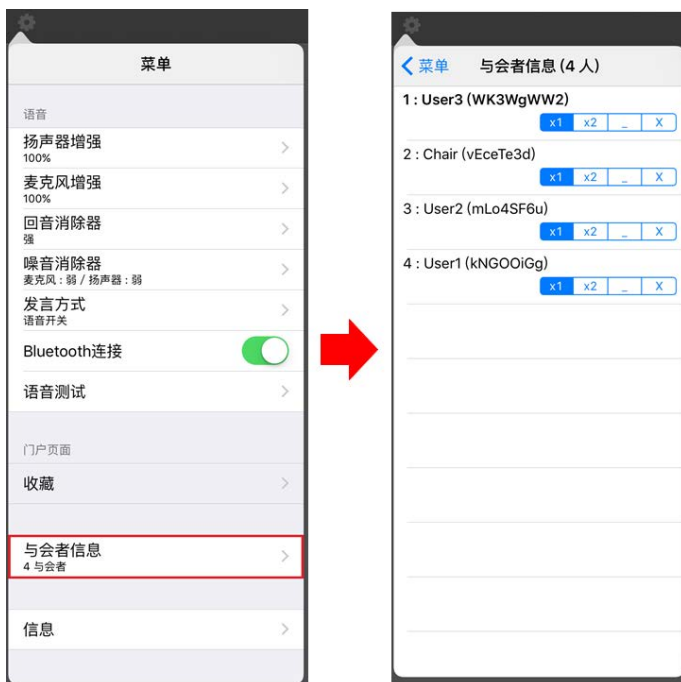 菜单
语音
扬声器增强
100%
麦克风增强
100%
回音消除器
强
噪音消除器
麦克风 : 弱 / 扬声器 : 弱
发言方式
语音开关
Bluetooth连接
语音测试
门户页面
收藏
与会者信息
4 与会者
信息
菜单 与会者信息 (4 人)
1 : User3 (WK3WgWW2)
x1 x2 _ X
2 : Chair (vEceTe3d)
x1 x2 _ X
3 : User2 (mLo4SF6u)
x1 x2 _ X
4 : User1 (kNGOOiGg)
x1 x2 _ X